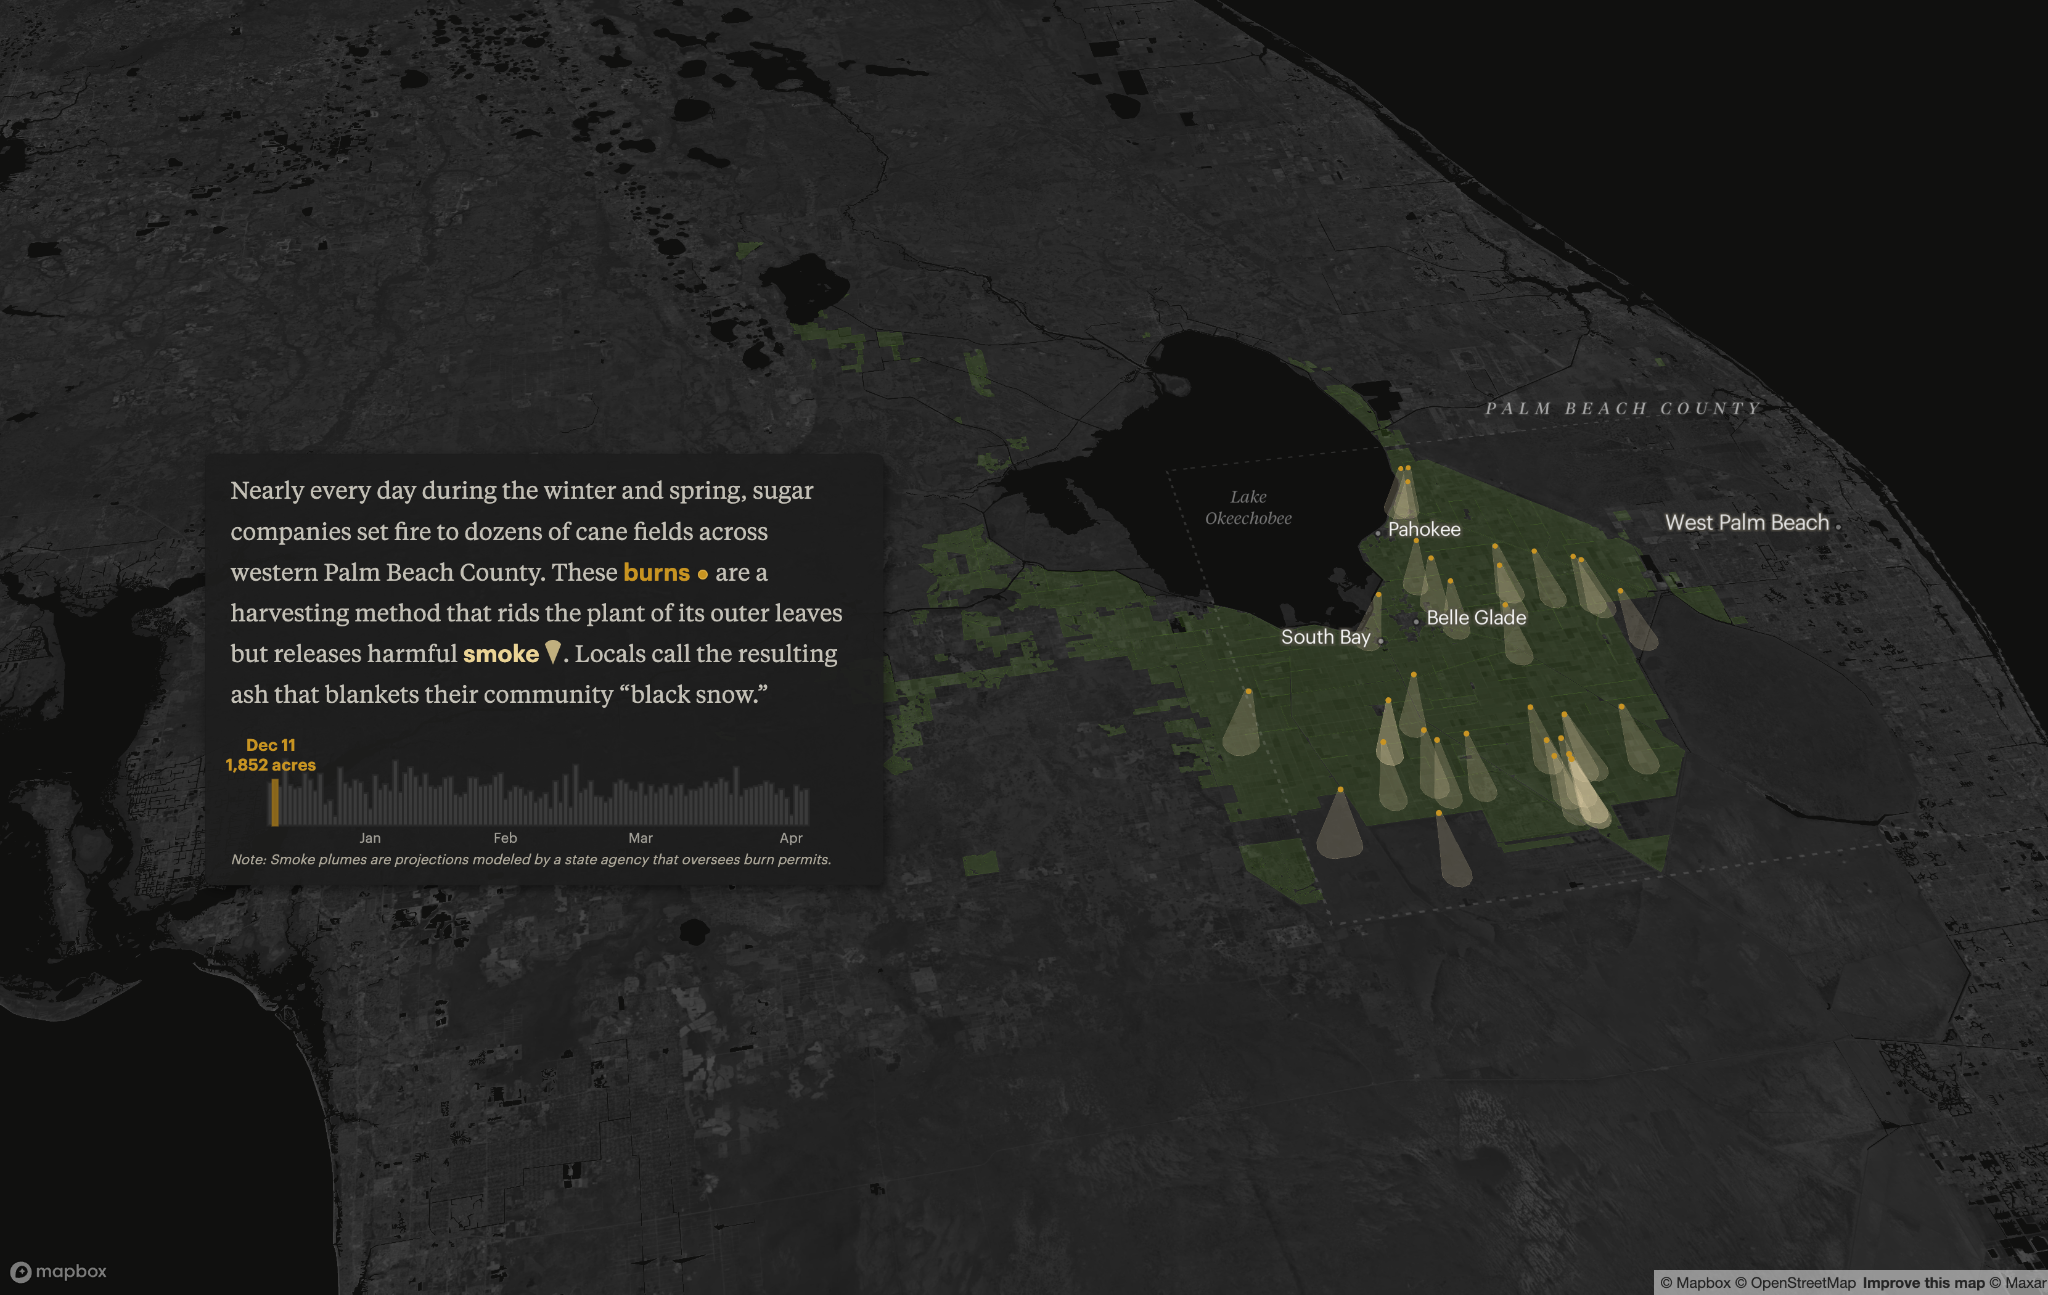 PALM BEACH COUNTY
Lake
Okeechobee
Pahokee
West Palm Beach
Belle Glade
South Bay
Nearly every day during the winter and spring, sugar
companies set fire to dozens of cane fields across
western Palm Beach County. These burns are a
harvesting method that rids the plant of its outer leaves
but releases harmful smoke . Locals call the resulting
ash that blankets their community “black snow.”
Dec 11
1,852 acres
Jan Feb Mar Apr
Note: Smoke plumes are projections modeled by a state agency that oversees burn permits.
mapbox
© Mapbox © OpenStreetMap Improve this map © Maxar